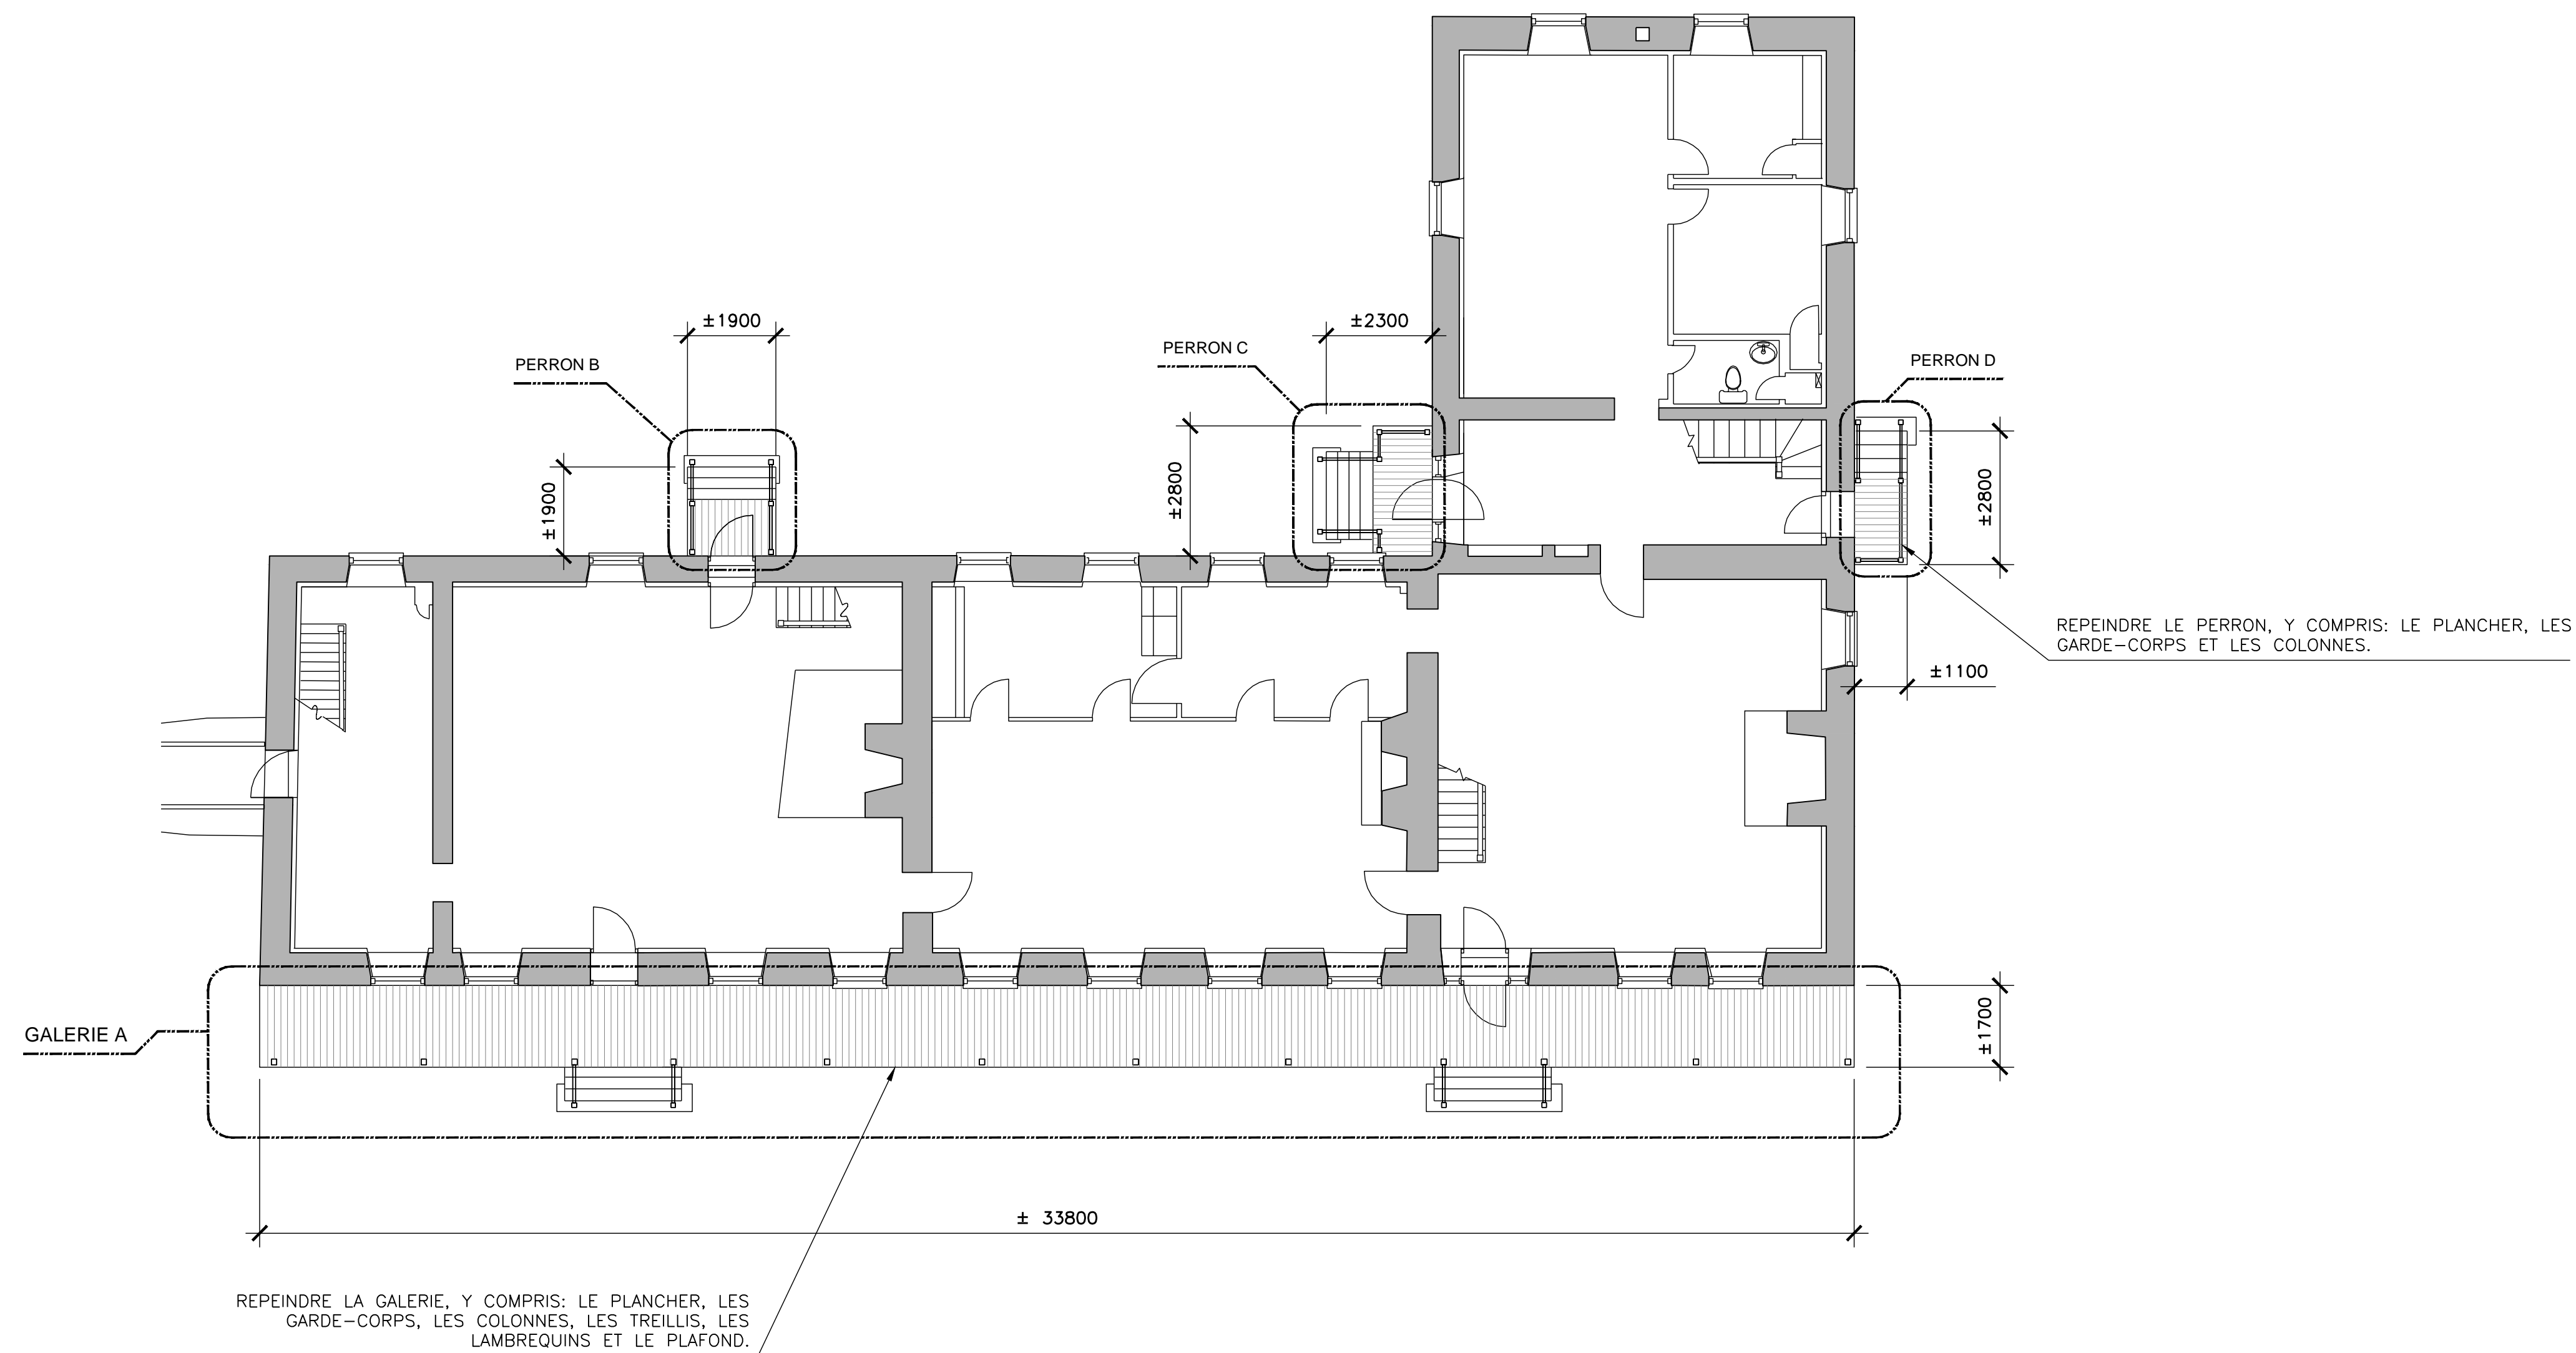 ±1900
±2300
PERRON B
PERRON C
PERRON D
±1900
±2800
±2800
REPEINDRE LE PERRON, Y COMPRIS: LE PLANCHER, LES
GARDE-CORPS ET LES COLONNES.
±1100
GALERIE A
±1700
± 33800
REPEINDRE LA GALERIE, Y COMPRIS: LE PLANCHER, LES
GARDE-CORPS, LES COLONNES, LES TREILLIS, LES
LAMBREQUINS ET LE PLAFOND.